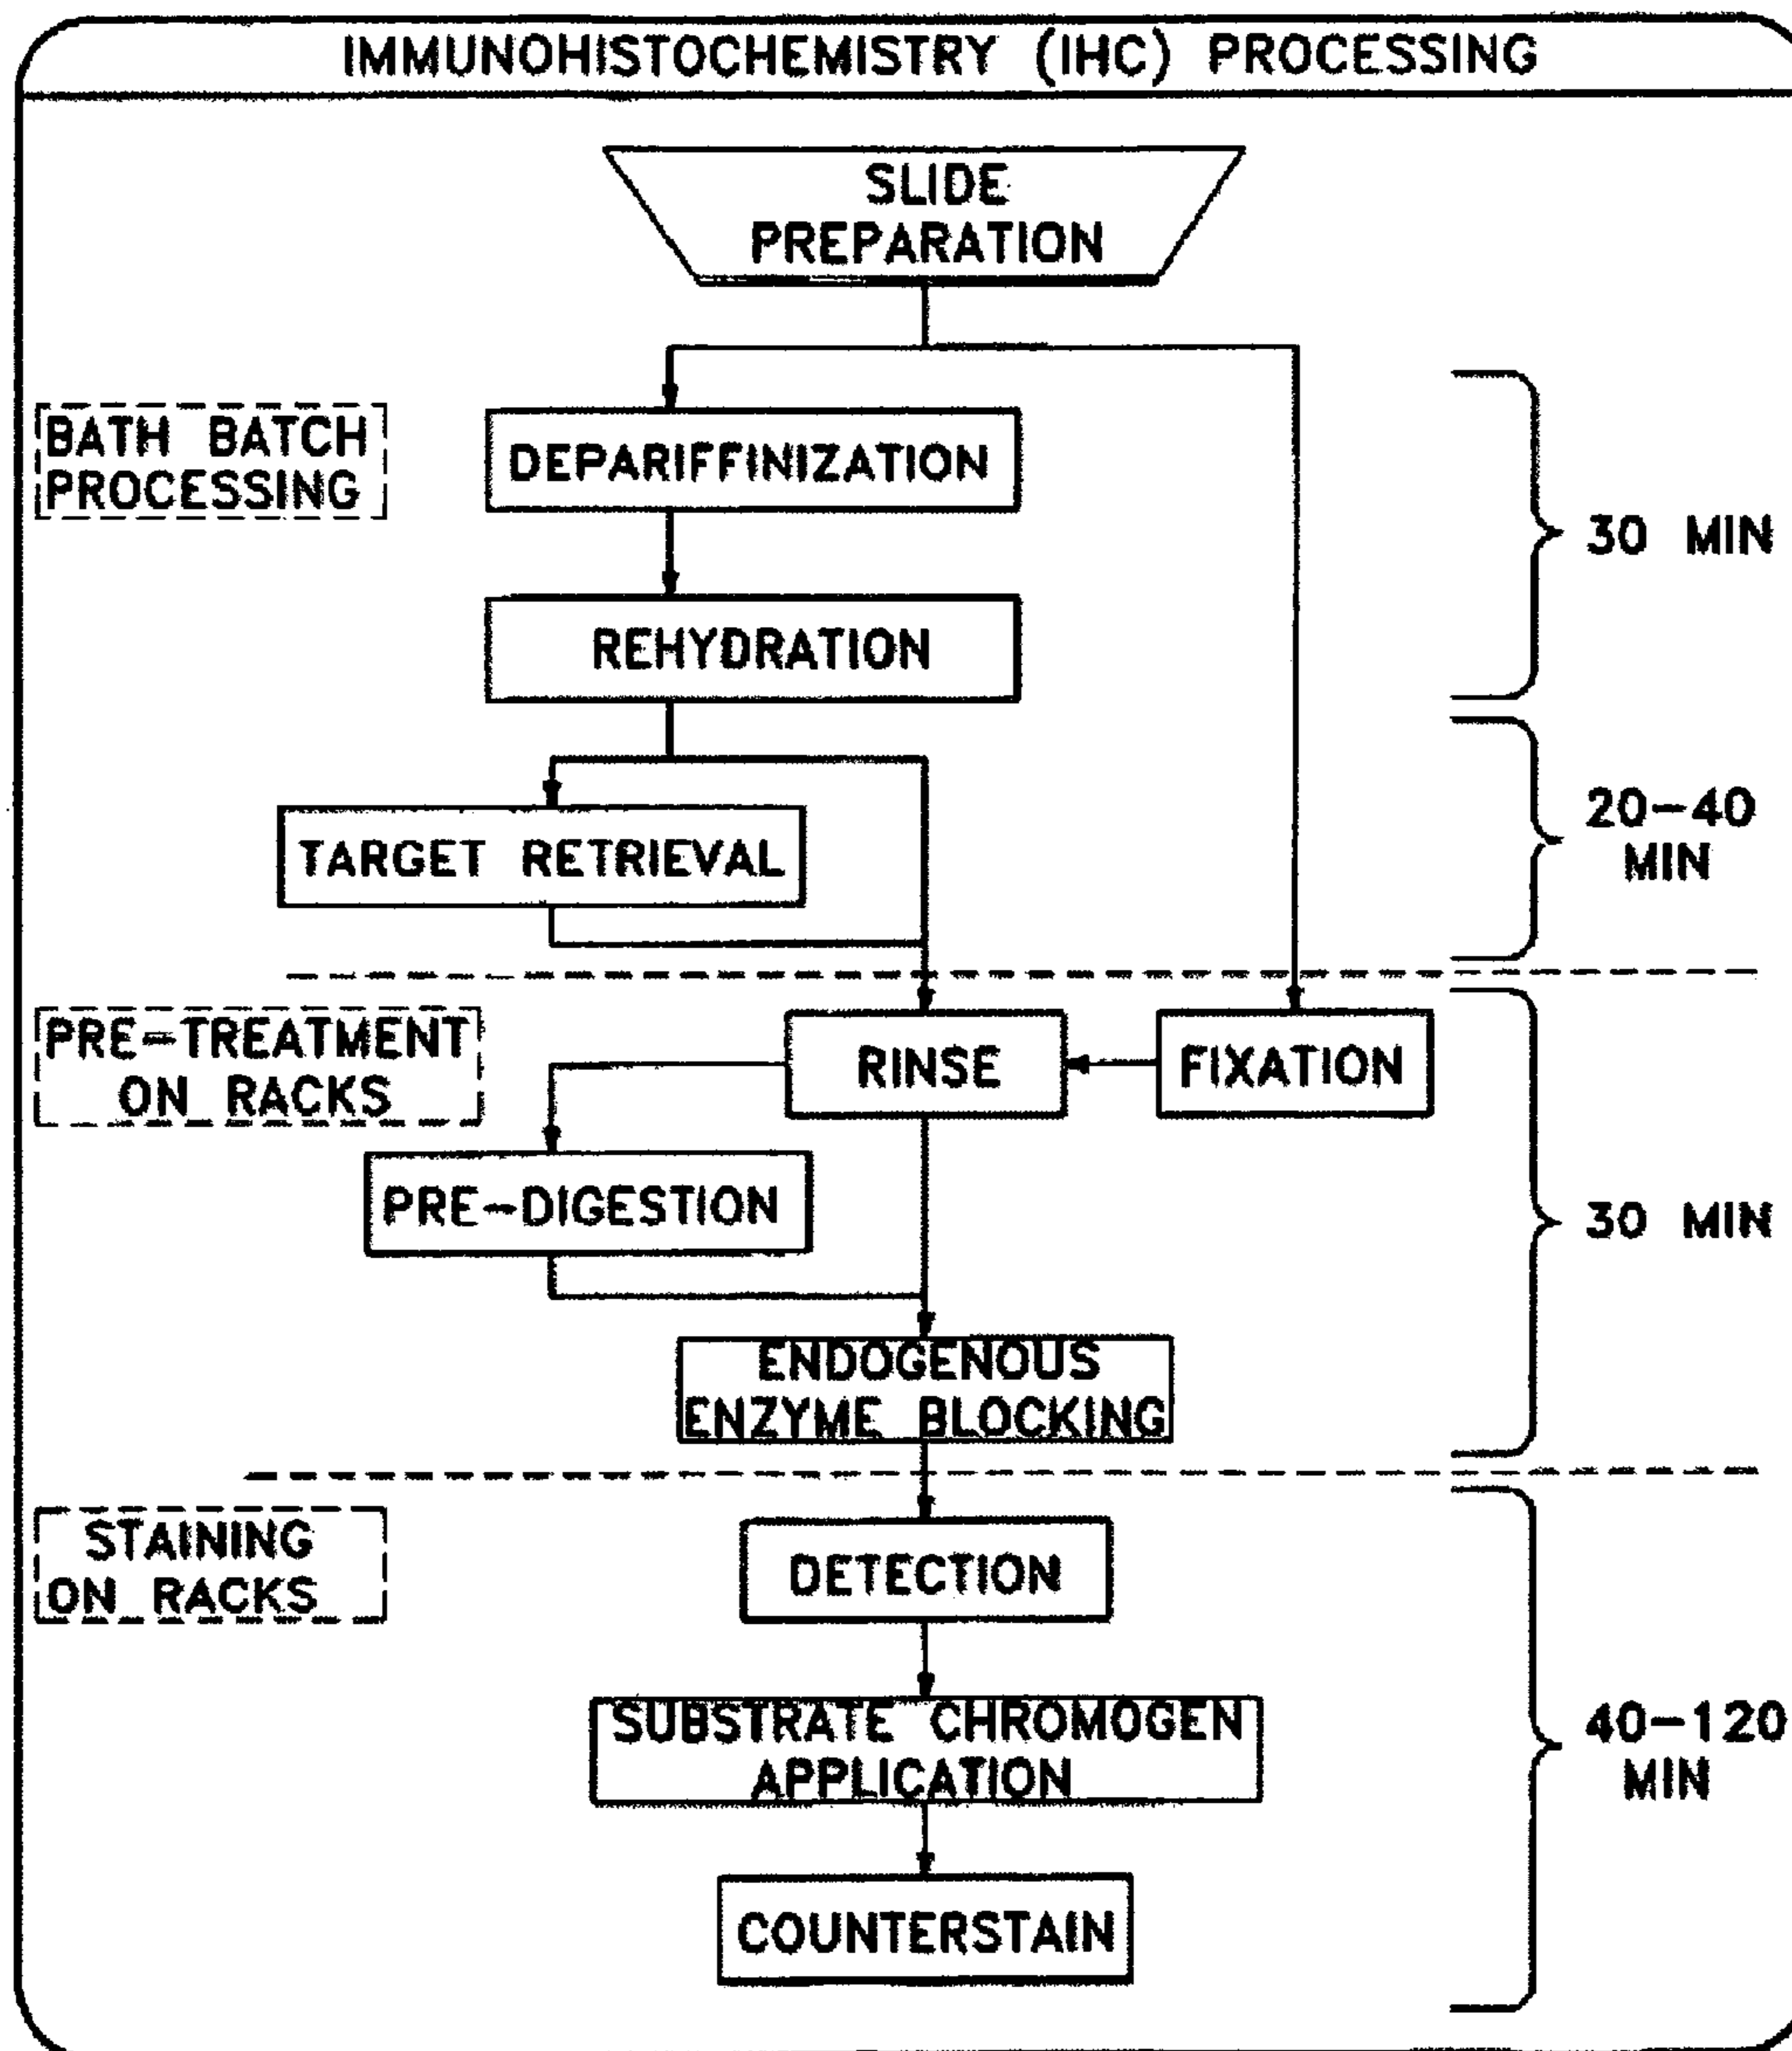 IMMUNOHISTOCHEMISTRY (IHC) PROCESSING
SLIDE
PREPARATION
BATH BATCH
PROCESSING
DEPARIFFINIZATION
30 MIN
REHYDRATION
TARGET RETRIEVAL
20-40
MIN
PRE-TREATMENT
ON RACKS
RINSE
FIXATION
PRE-DIGESTION
30 MIN
ENDOGENOUS
ENZYME BLOCKING
STAINING
ON RACKS
DETECTION
SUBSTRATE CHROMOGEN
APPLICATION
40-120
MIN
COUNTERSTAIN